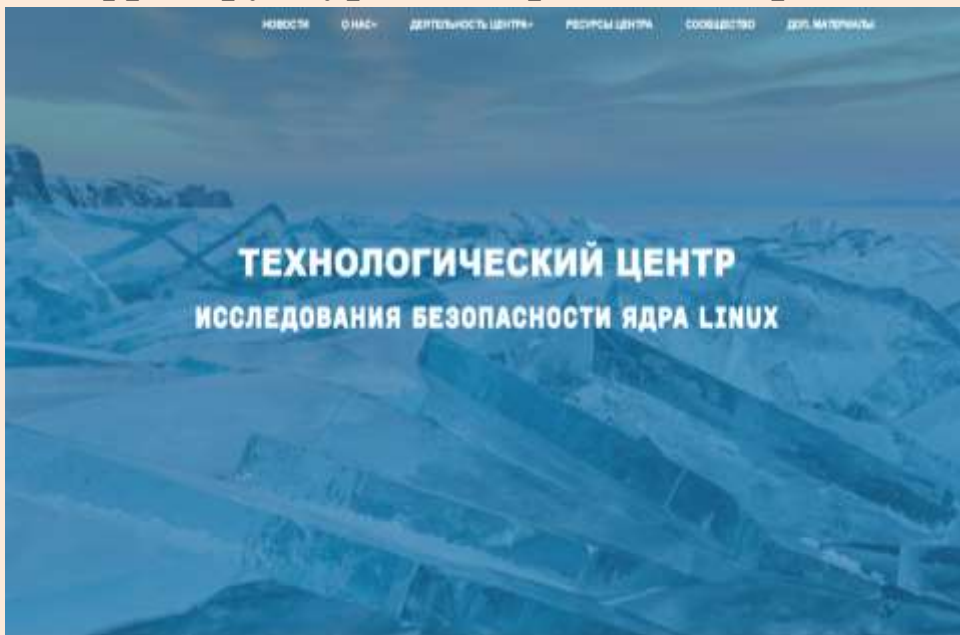 НОВОСТИ О НАС ДЕЯТЕЛЬНОСТЬ ЦЕНТРА РЕСУРСЫ ЦЕНТРА СООБЩЕСТВО ДОП. МАТЕРИАЛЫ
ТЕХНОЛОГИЧЕСКИЙ ЦЕНТР
ИССЛЕДОВАНИЯ БЕЗОПАСНОСТИ ЯДРА LINUX